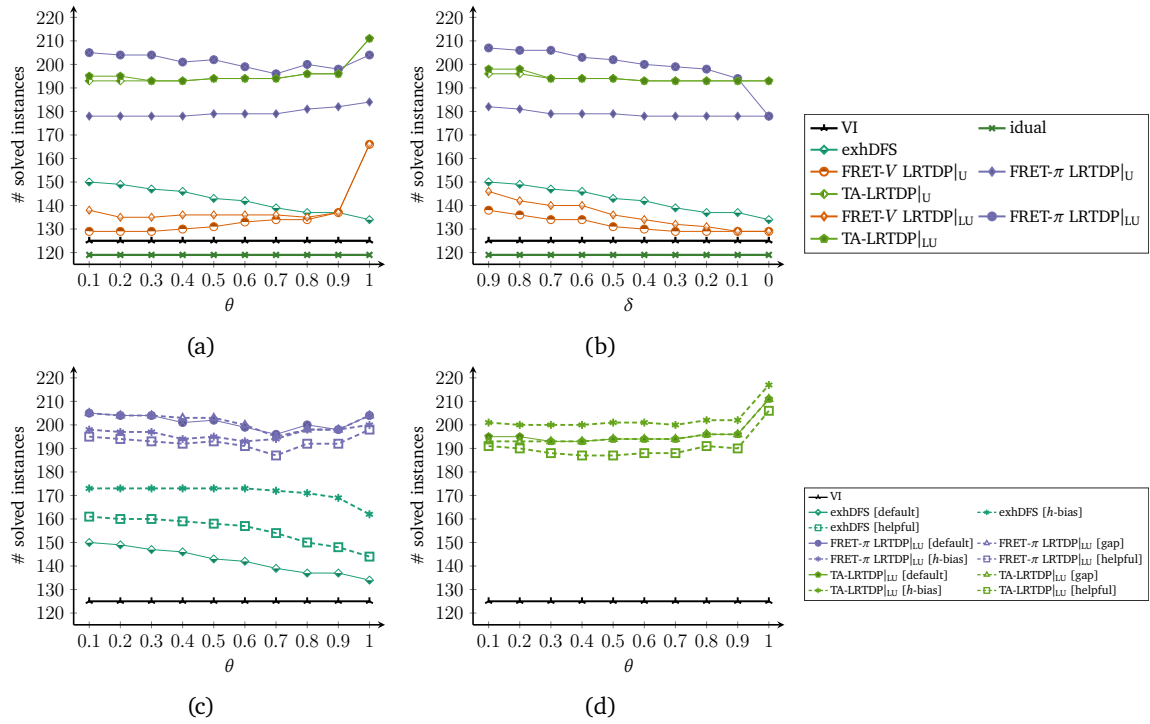 220
210
200
190
180
170
160
150
140
130
120
# solved instances
0.1 0.2 0.3 0.4 0.5 0.6 0.7 0.8 0.9 1
θ
(a)
220
210
200
190
180
170
160
150
140
130
120
# solved instances
0.9 0.8 0.7 0.6 0.5 0.4 0.3 0.2 0.1 0
δ
(b)
VI idual
exhDFS
FRET-V LRTDP|U FRET-π LRTDP|U
TA-LRTDP|U
FRET-V LRTDP|LU FRET-π LRTDP|LU
TA-LRTDP|LU
220
210
200
190
180
170
160
150
140
130
120
# solved instances
0.1 0.2 0.3 0.4 0.5 0.6 0.7 0.8 0.9 1
θ
(c)
220
210
200
190
180
170
160
150
140
130
120
# solved instances
0.1 0.2 0.3 0.4 0.5 0.6 0.7 0.8 0.9 1
θ
(d)
VI
exhDFS [default] exhDFS [h-bias]
exhDFS [helpful]
FRET-π LRTDP|LU [default] FRET-π LRTDP|LU [gap]
FRET-π LRTDP|LU [h-bias] FRET-π LRTDP|LU [helpful]
TA-LRTDP|LU [default] TA-LRTDP|LU [gap]
TA-LRTDP|LU [h-bias] TA-LRTDP|LU [helpful]